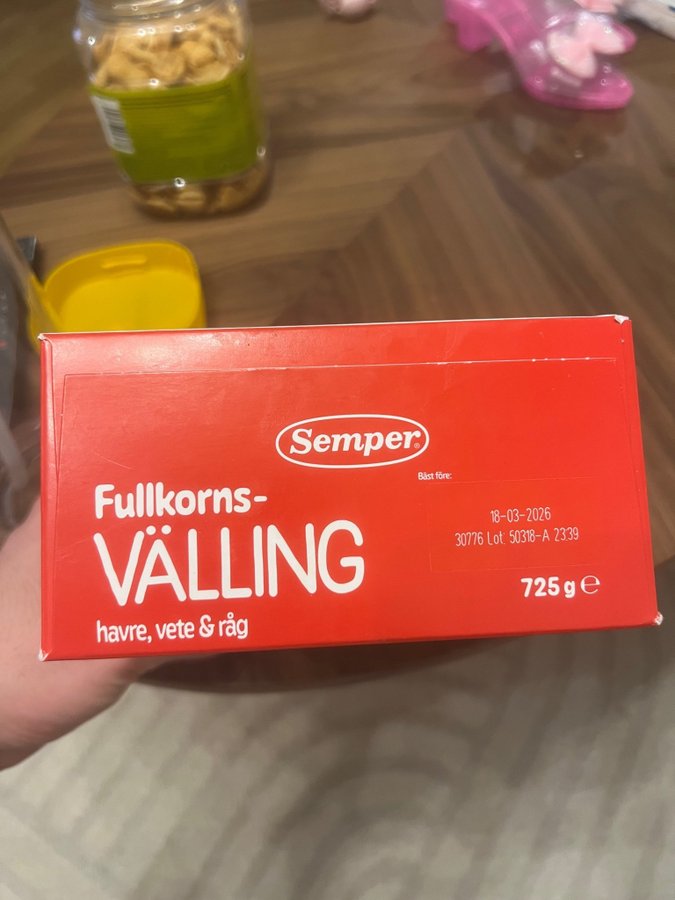 Semper®
Bäst före:
Fullkorns-
VÄLLING
havre, vete & råg
18-03-2026
30776 Lot 50318-A 23:39
725 g ℮